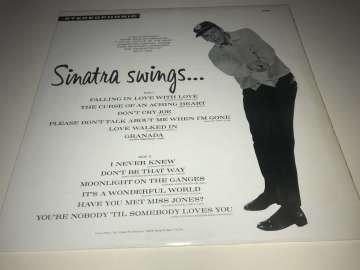 STEREOPHONIC
Sinatra swings...
FALLING IN LOVE WITH LOVE
THE CURSE OF AN ACHING HEART
DON'T CRY JOE
PLEASE DON'T TALK ABOUT ME WHEN I'M GONE
LOVE WALKED IN
GRANADA
I NEVER KNEW
DON'T BE THAT WAY
MOONLIGHT ON THE GANGES
IT'S A WONDERFUL WORLD
HAVE YOU MET MISS JONES?
YOU'RE NOBODY 'TIL SOMEBODY LOVES YOU